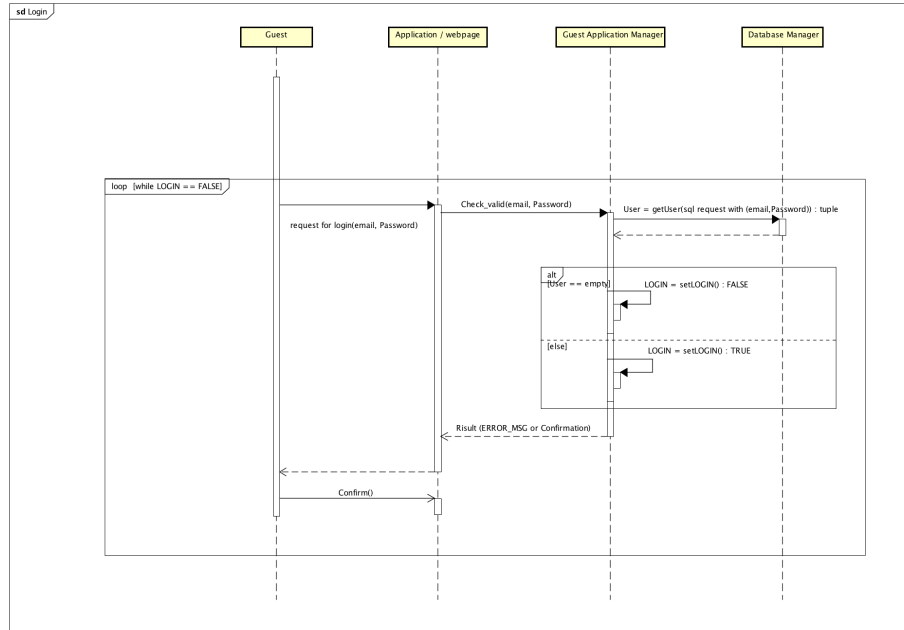 sd Login
Guest
Application / webpage
Guest Application Manager
Database Manager
loop [while LOGIN == FALSE]
request for login(email, Password)
Check_valid(email, Password)
User = getUser(sql request with (email,Password)) : tuple
alt
[User == empty]
LOGIN = setLOGIN() : FALSE
[else]
LOGIN = setLOGIN() : TRUE
Risult (ERROR_MSG or Confirmation)
Confirm()